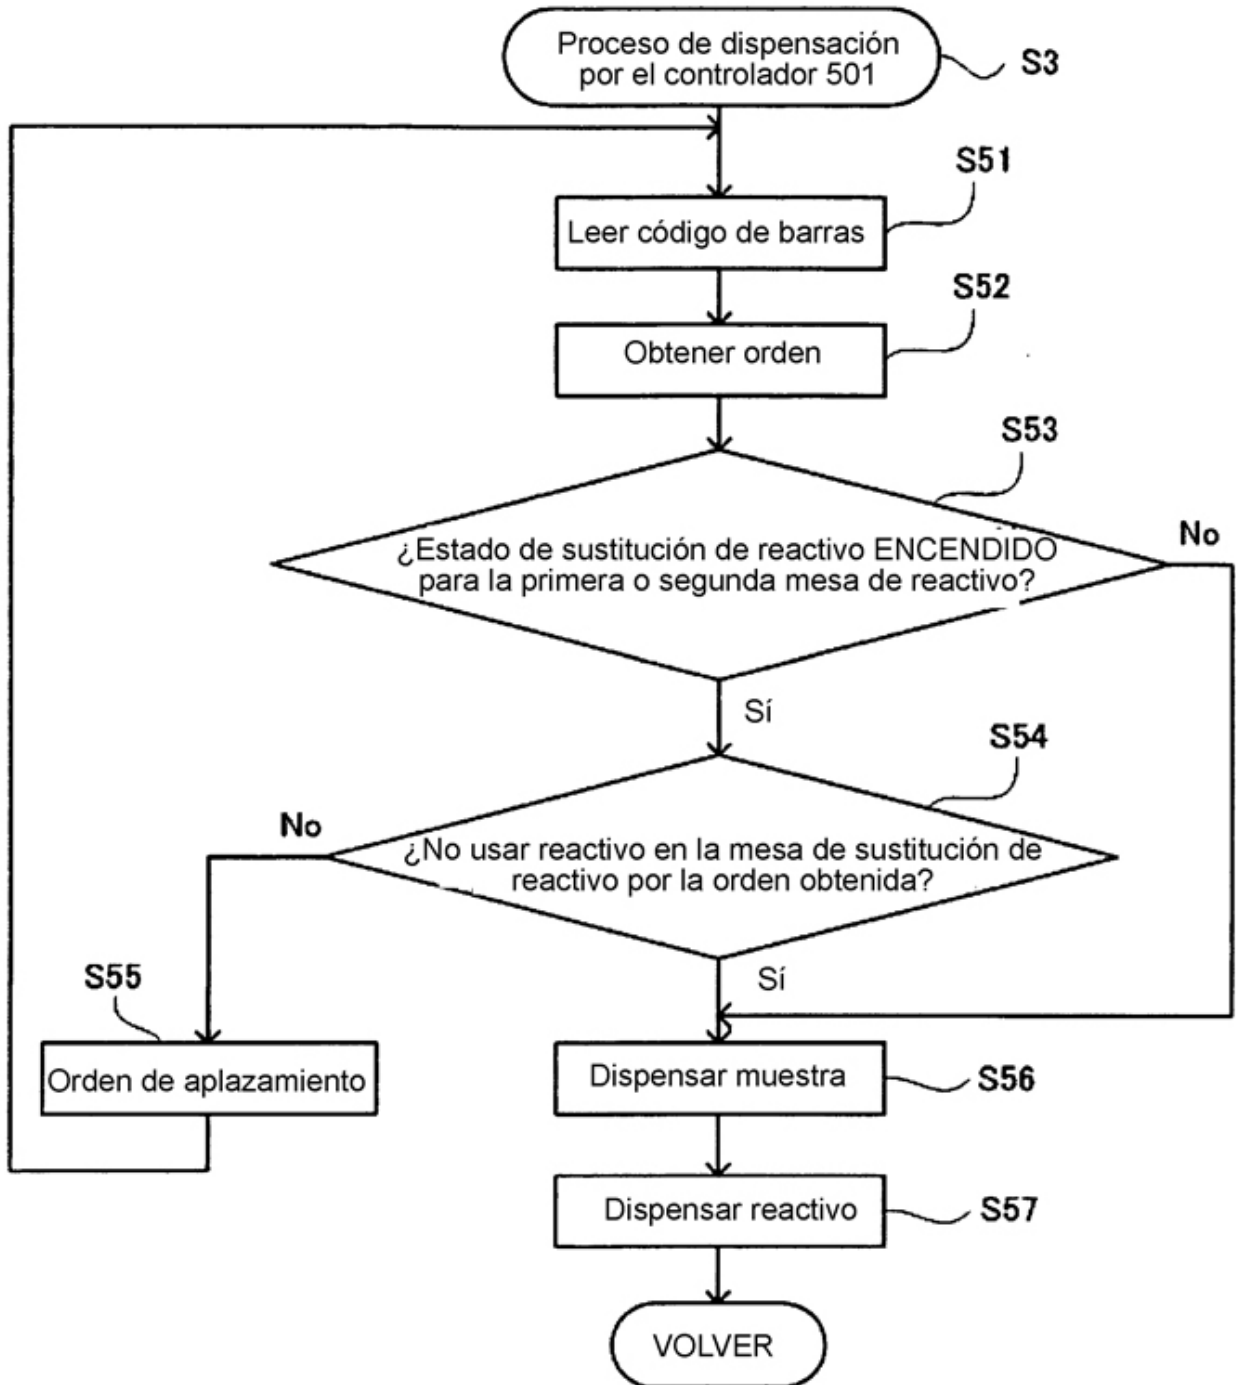 Proceso de dispensación
por el controlador 501
S3
S51
Leer código de barras
S52
Obtener orden
S53
No
¿Estado de sustitución de reactivo ENCENDIDO
para la primera o segunda mesa de reactivo?
Sí
S54
No
¿No usar reactivo en la mesa de sustitución de
reactivo por la orden obtenida?
Sí
S55
Orden de aplazamiento
Dispensar muestra
S56
Dispensar reactivo
S57
VOLVER